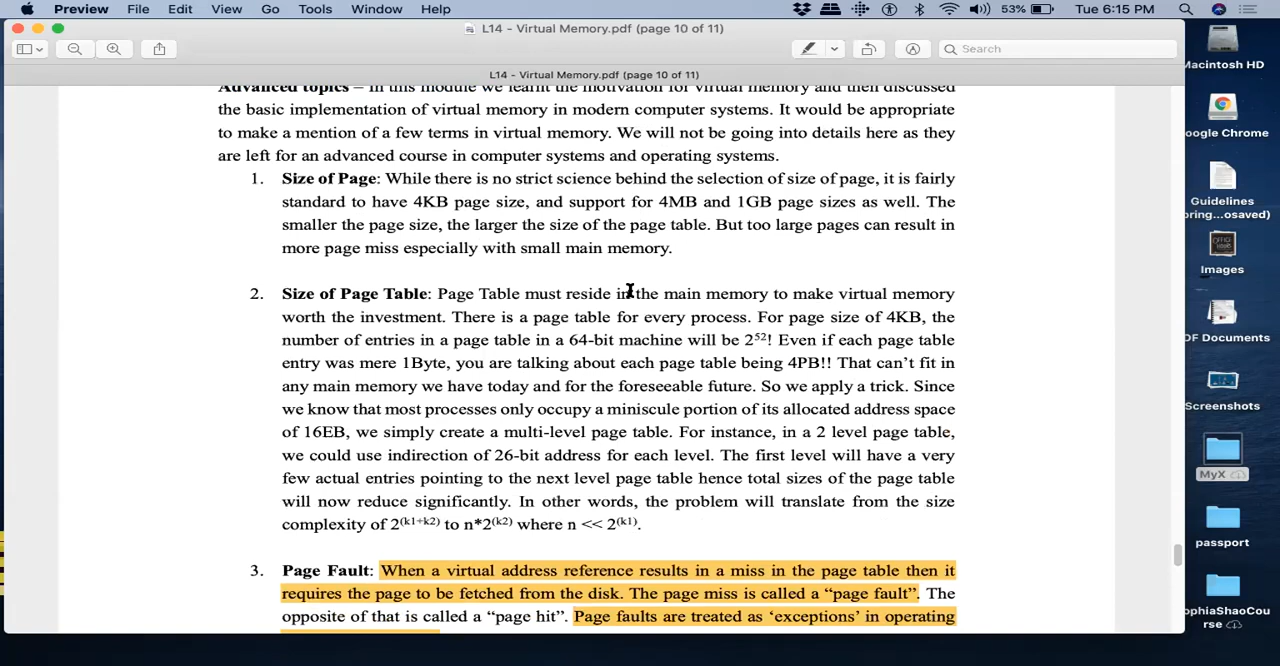 Preview File Edit View Go Tools Window Help 53% Tue 6:15 PM
L14 - Virtual Memory.pdf (page 10 of 11)
Search
L14 - Virtual Memory.pdf (page 10 of 11)
Advanced topics – In this module we learnt the motivation for virtual memory and then discussed
the basic implementation of virtual memory in modern computer systems. It would be appropriate
to make a mention of a few terms in virtual memory. We will not be going into details here as they
are left for an advanced course in computer systems and operating systems.
1. Size of Page: While there is no strict science behind the selection of size of page, it is fairly
standard to have 4KB page size, and support for 4MB and 1GB page sizes as well. The
smaller the page size, the larger the size of the page table. But too large pages can result in
more page miss especially with small main memory.
2. Size of Page Table: Page Table must reside in the main memory to make virtual memory
worth the investment. There is a page table for every process. For page size of 4KB, the
number of entries in a page table in a 64-bit machine will be 2^52! Even if each page table
entry was mere 1Byte, you are talking about each page table being 4PB!! That can’t fit in
any main memory we have today and for the foreseeable future. So we apply a trick. Since
we know that most processes only occupy a miniscule portion of its allocated address space
of 16EB, we simply create a multi-level page table. For instance, in a 2 level page table,
we could use indirection of 26-bit address for each level. The first level will have a very
few actual entries pointing to the next level page table hence total sizes of the page table
will now reduce significantly. In other words, the problem will translate from the size
complexity of 2^(k1+k2) to n*2^(k2) where n << 2^(k1).
3. Page Fault: When a virtual address reference results in a miss in the page table then it
requires the page to be fetched from the disk. The page miss is called a “page fault”. The
opposite of that is called a “page hit”. Page faults are treated as ‘exceptions’ in operating
Macintosh HD
oogle Chrome
Guidelines
pring...osaved)
Images
DF Documents
Screenshots
MyX
passport
ophiaShaoCou
rse